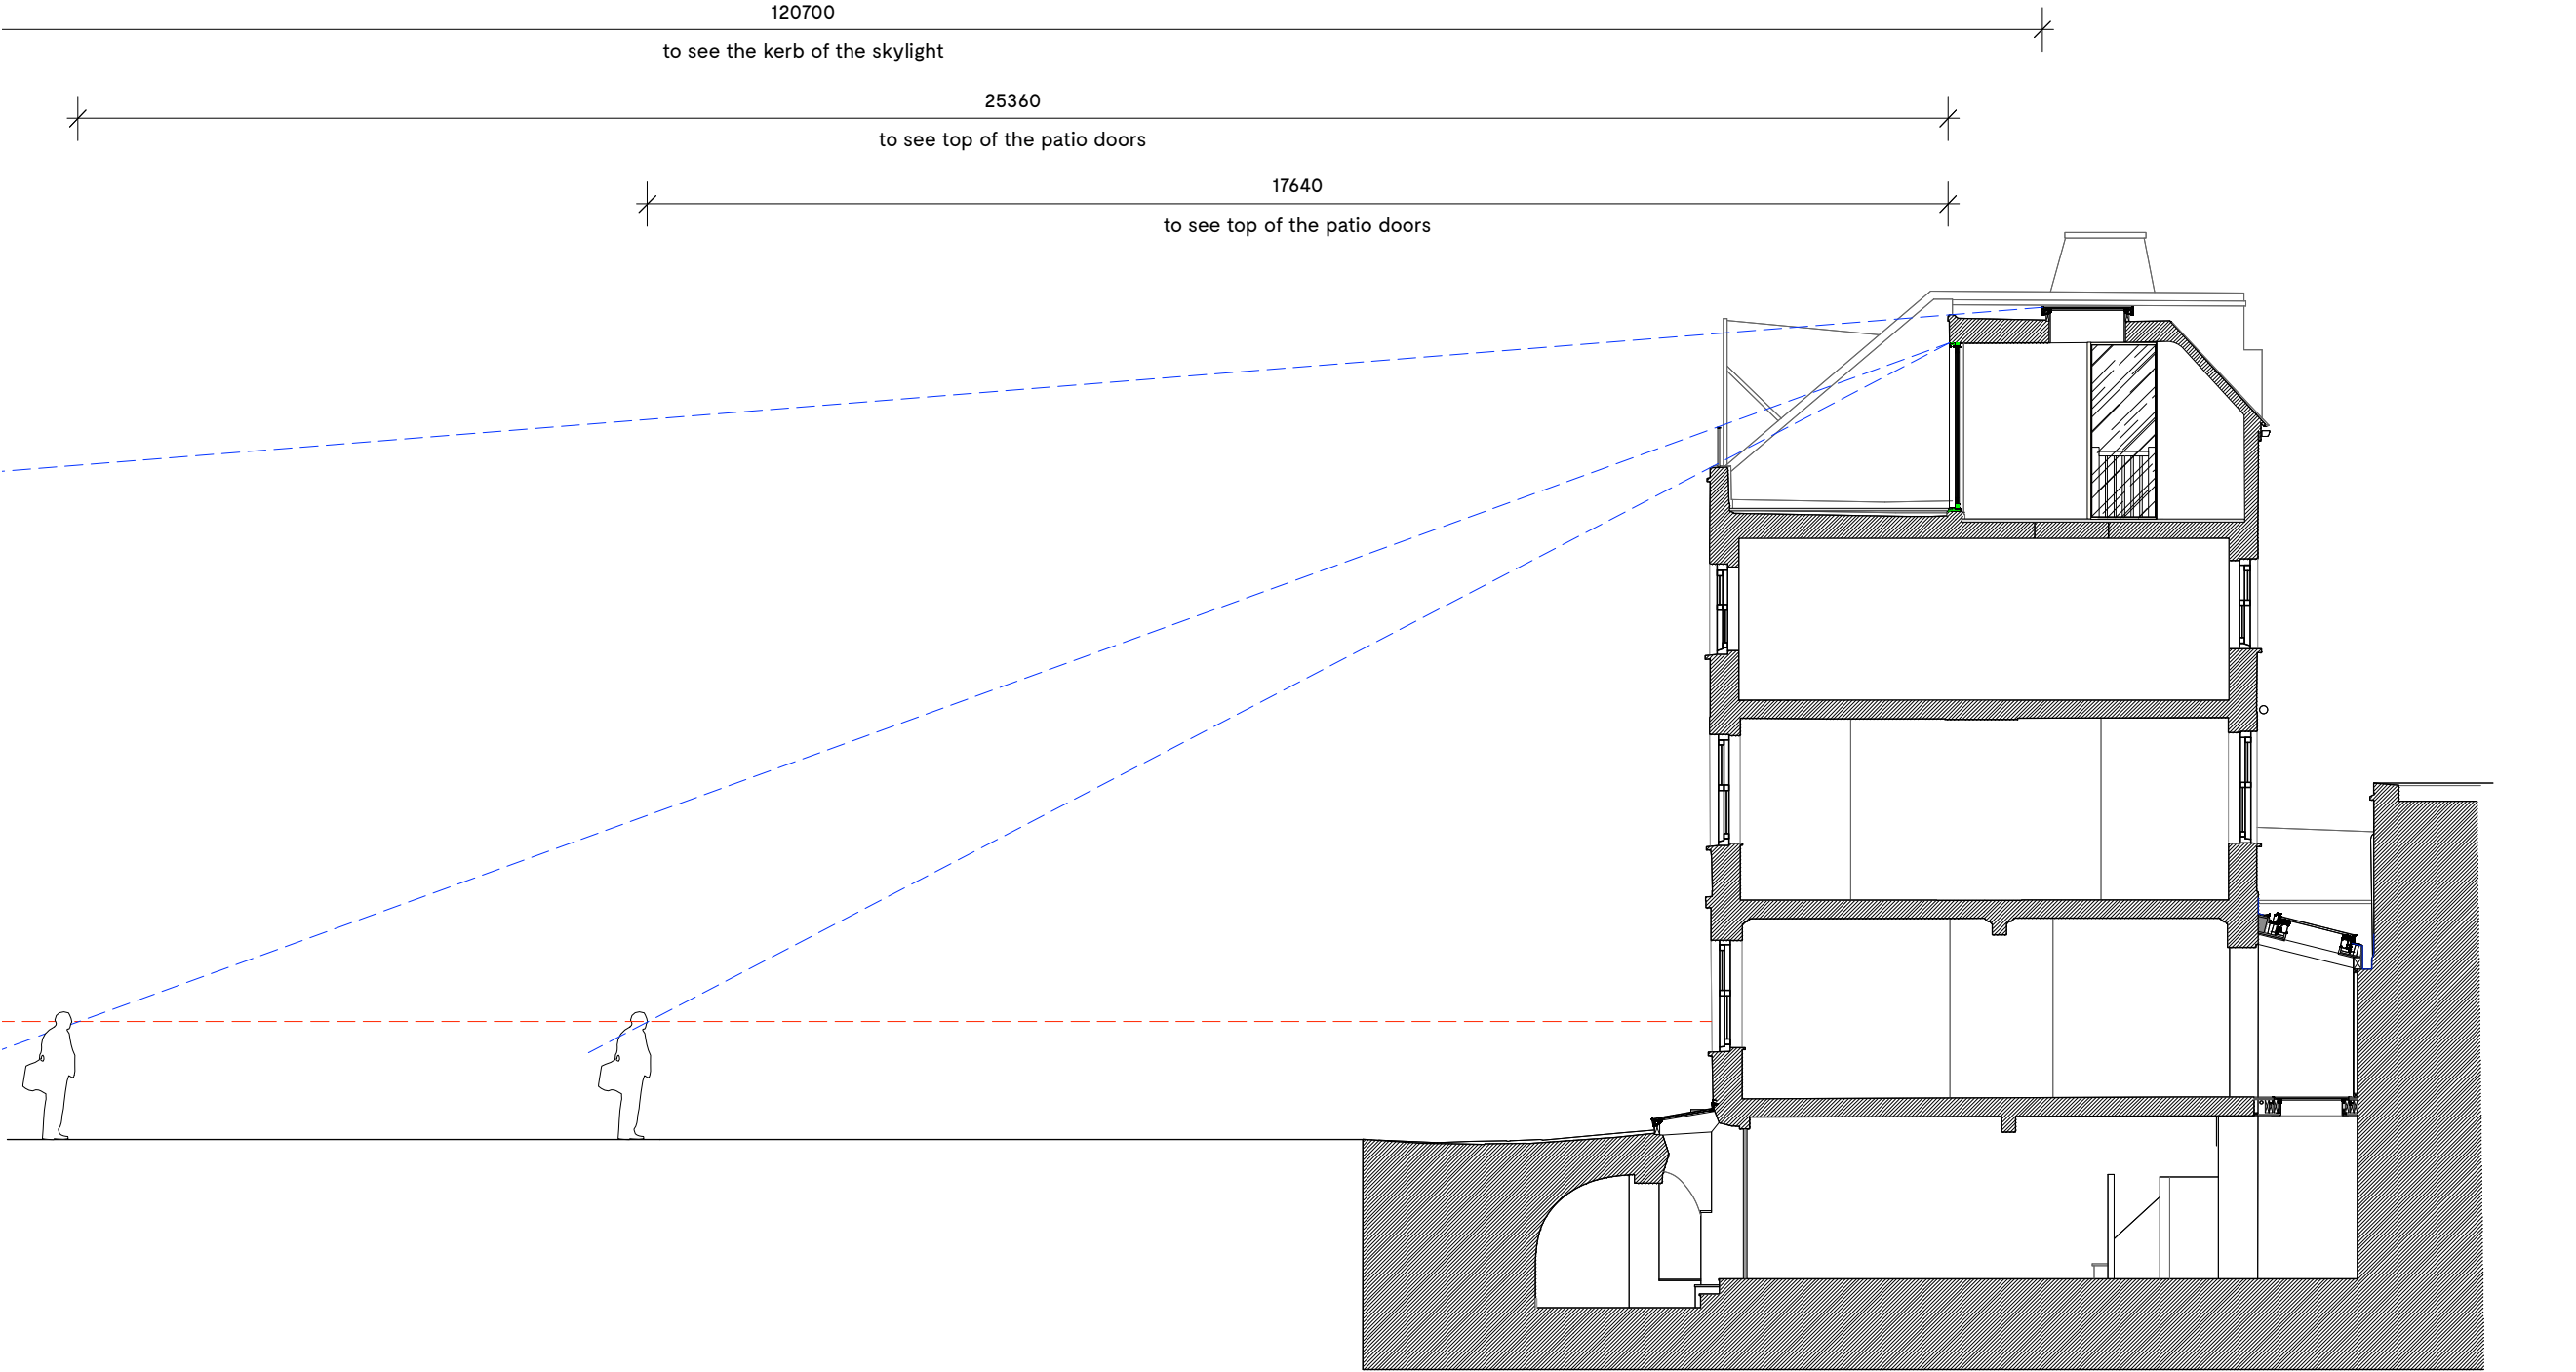 120700
to see the kerb of the skylight
25360
to see top of the patio doors
17640
to see top of the patio doors